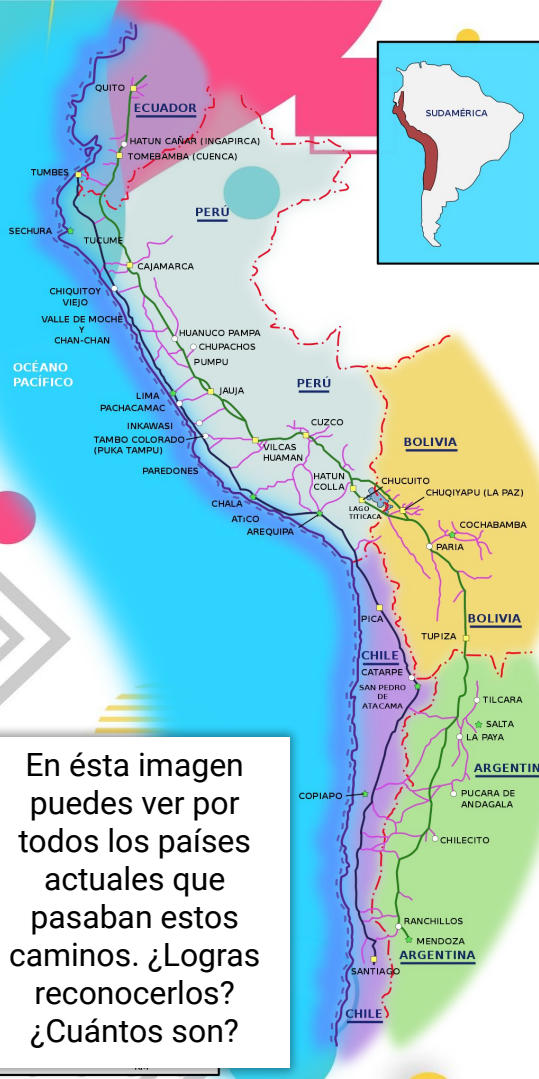 QUITO
ECUADOR
HATUN CAÑAR (INGAPIRCA)
TOMEBAMBA (CUENCA)
TUMBES
SUDAMÉRICA
PERÚ
SECHURA
TUCUME
CAJAMARCA
CHIQUITOY
VIEJO
VALLE DE MOCHE
Y
CHAN-CHAN
HUANUCO PAMPA
CHUPACHOS
PUMPU
OCÉANO
PACÍFICO
PERÚ
JAUJA
LIMA
PACHACAMAC
INKAWASI
TAMBO COLORADO
(PUKA TAMPU)
CUZCO
VILCAS
HUAMAN
BOLIVIA
PAREDONES
HATUN
COLLA
CHUCUITO
CHUQIYAPU (LA PAZ)
LAGO
TITICACA
CHALA
ATICO
AREQUIPA
COCHABAMBA
PARIA
PICA
BOLIVIA
TUPIZA
CHILE
CATARPE
SAN PEDRO
DE
ATACAMA
TILCARA
SALTA
LA PAYA
ARGENTIN
COPIAPO
PUCARA DE
ANDAGALA
CHILECITO
RANCHILLOS
MENDOZA
ARGENTINA
SANTIAGO
CHILE
En ésta imagen
puedes ver por
todos los países
actuales que
pasaban estos
caminos. ¿Logras
reconocerlos?
¿Cuántos son?